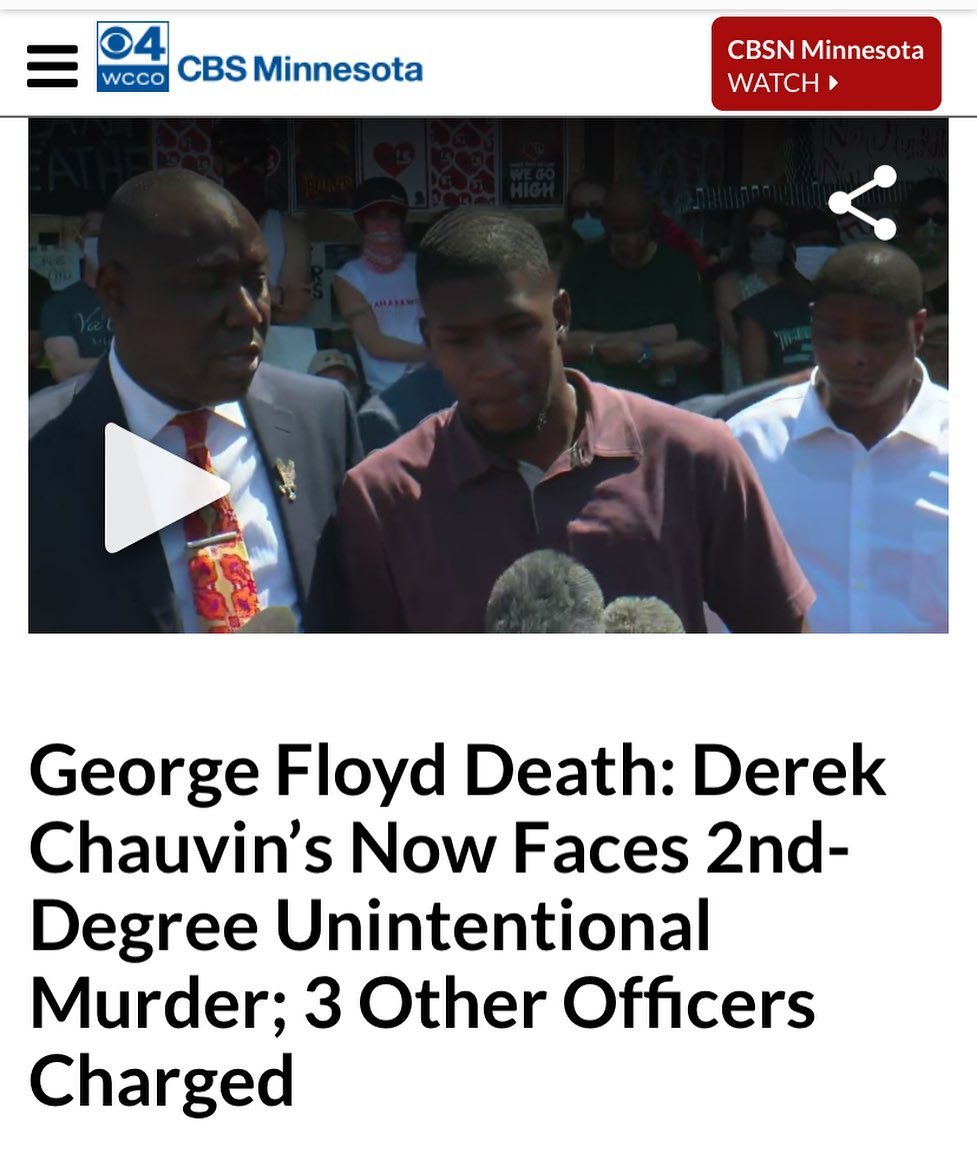 4
WCCO
CBS Minnesota
CBSN Minnesota
WATCH
EATHE
WE GO
HIGH
George Floyd Death: Derek
Chauvin’s Now Faces 2nd-
Degree Unintentional
Murder; 3 Other Officers
Charged